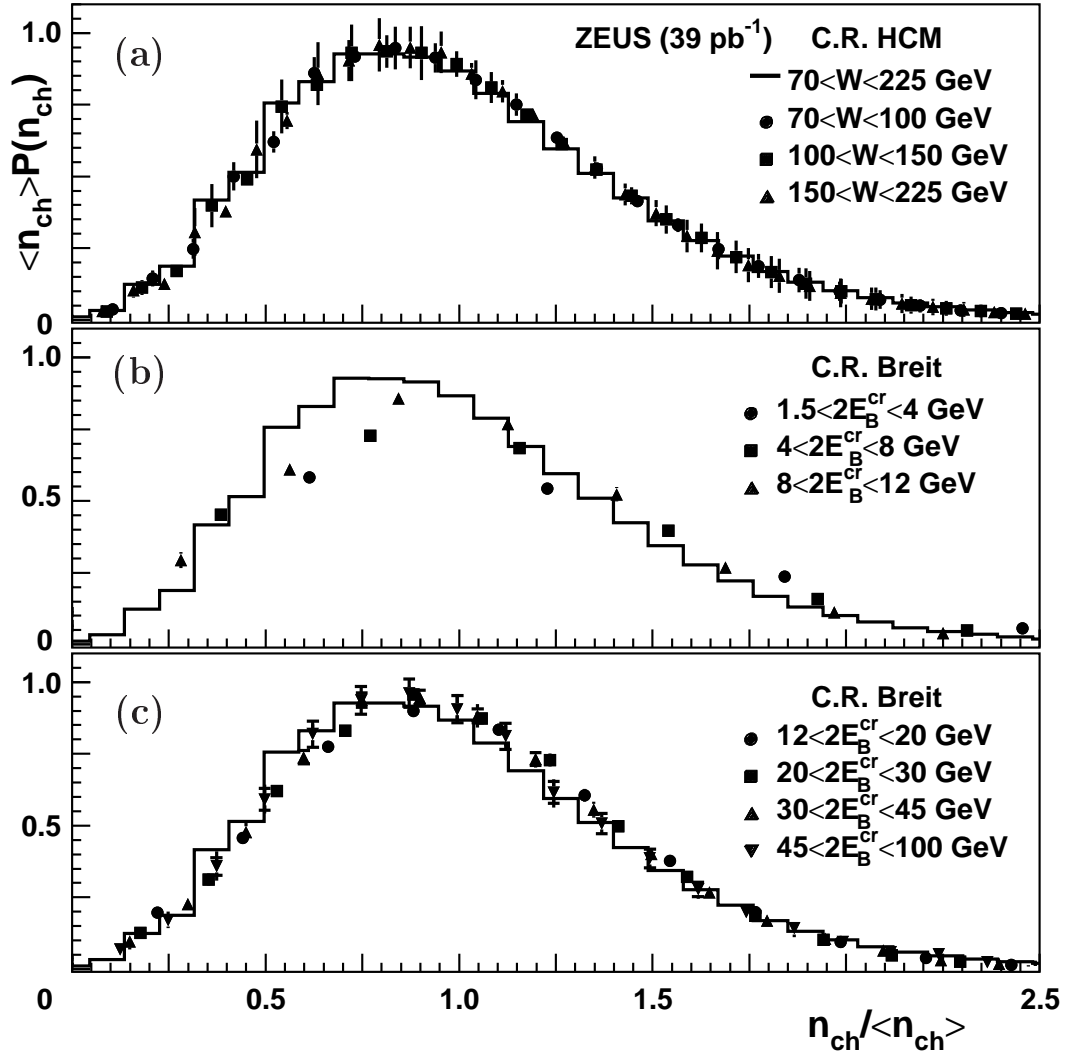 (a)
ZEUS (39 pb⁻¹) C.R. HCM
70<W<225 GeV
70<W<100 GeV
100<W<150 GeV
150<W<225 GeV
1.0
0
<n_ch>P(n_ch)
(b)
C.R. Breit
1.5<2E_B^cr<4 GeV
4<2E_B^cr<8 GeV
8<2E_B^cr<12 GeV
1.0
0.5
0
(c)
C.R. Breit
12<2E_B^cr<20 GeV
20<2E_B^cr<30 GeV
30<2E_B^cr<45 GeV
45<2E_B^cr<100 GeV
1.0
0.5
0 0.5 1.0 1.5 2.5
n_ch/<n_ch>